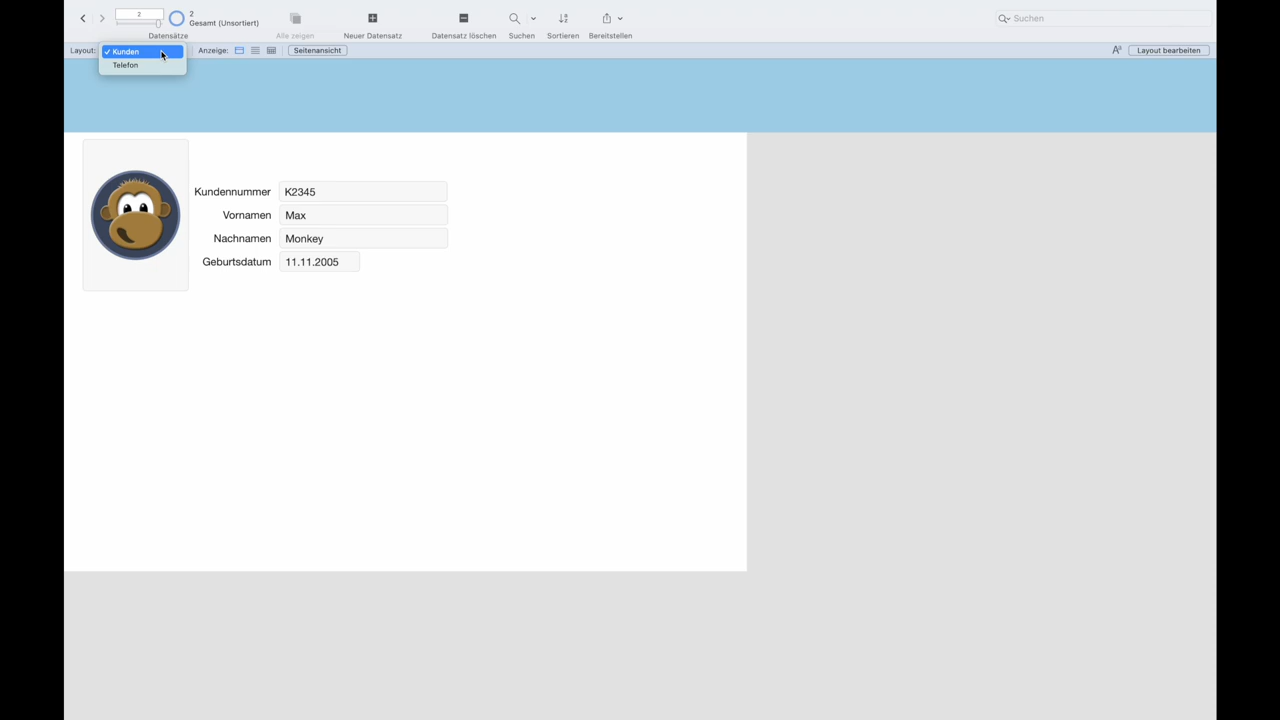 2
2
Gesamt (Unsortiert)
Datensätze
Alle zeigen
Neuer Datensatz
Datensatz löschen
Suchen
Sortieren
Bereitstellen
Suchen
Layout:
✓ Kunden
Telefon
Anzeige:
Seitenansicht
Aª
Layout bearbeiten
Kundennummer K2345
Vornamen Max
Nachnamen Monkey
Geburtsdatum 11.11.2005